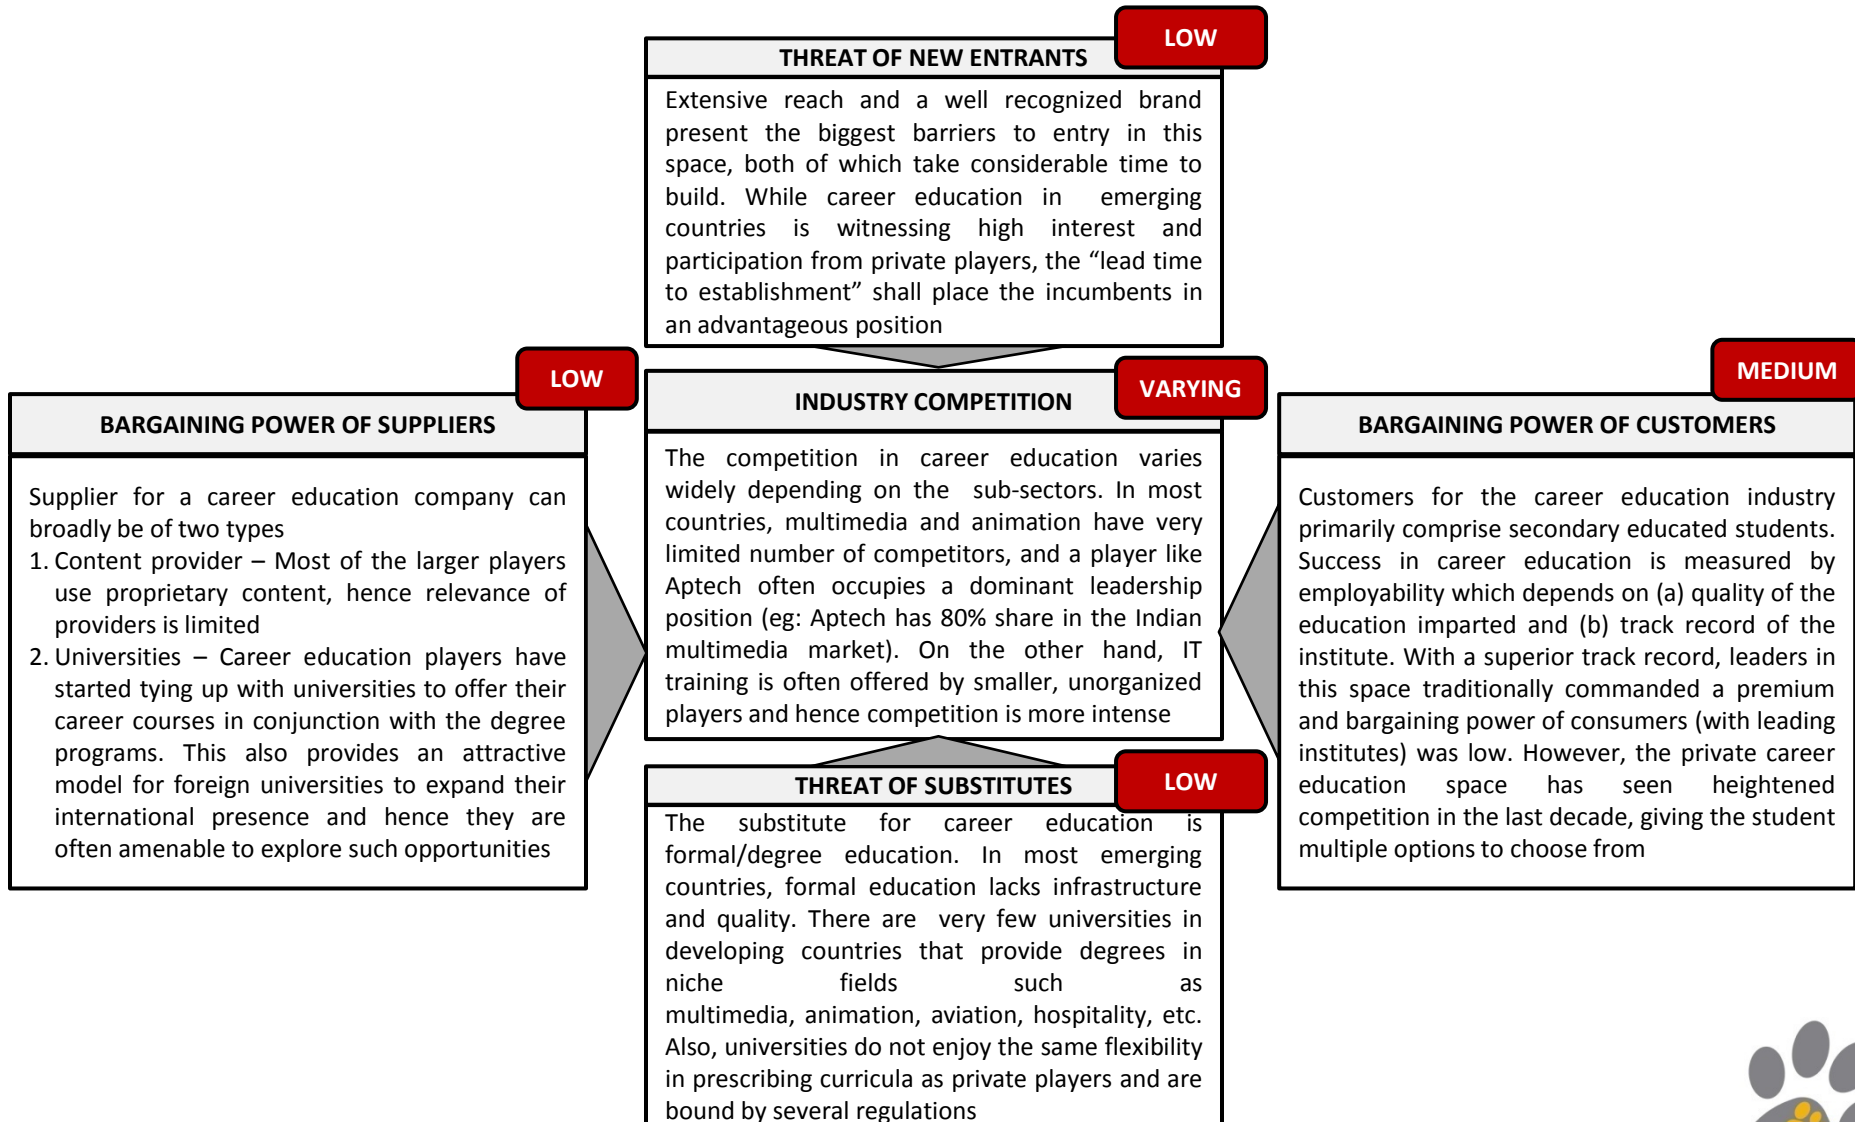 LOW
THREAT OF NEW ENTRANTS
Extensive reach and a well recognized brand
present the biggest barriers to entry in this
space, both of which take considerable time to
build. While career education in emerging
countries is witnessing high interest and
participation from private players, the “lead time
to establishment” shall place the incumbents in
an advantageous position
LOW
BARGAINING POWER OF SUPPLIERS
Supplier for a career education company can
broadly be of two types
1. Content provider – Most of the larger players
use proprietary content, hence relevance of
providers is limited
2. Universities – Career education players have
started tying up with universities to offer their
career courses in conjunction with the degree
programs. This also provides an attractive
model for foreign universities to expand their
international presence and hence they are
often amenable to explore such opportunities
VARYING
INDUSTRY COMPETITION
The competition in career education varies
widely depending on the sub-sectors. In most
countries, multimedia and animation have very
limited number of competitors, and a player like
Aptech often occupies a dominant leadership
position (eg: Aptech has 80% share in the Indian
multimedia market). On the other hand, IT
training is often offered by smaller, unorganized
players and hence competition is more intense
MEDIUM
BARGAINING POWER OF CUSTOMERS
Customers for the career education industry
primarily comprise secondary educated students.
Success in career education is measured by
employability which depends on (a) quality of the
education imparted and (b) track record of the
institute. With a superior track record, leaders in
this space traditionally commanded a premium
and bargaining power of consumers (with leading
institutes) was low. However, the private career
education space has seen heightened
competition in the last decade, giving the student
multiple options to choose from
LOW
THREAT OF SUBSTITUTES
The substitute for career education is
formal/degree education. In most emerging
countries, formal education lacks infrastructure
and quality. There are very few universities in
developing countries that provide degrees in
niche fields such as
multimedia, animation, aviation, hospitality, etc.
Also, universities do not enjoy the same flexibility
in prescribing curricula as private players and are
bound by several regulations